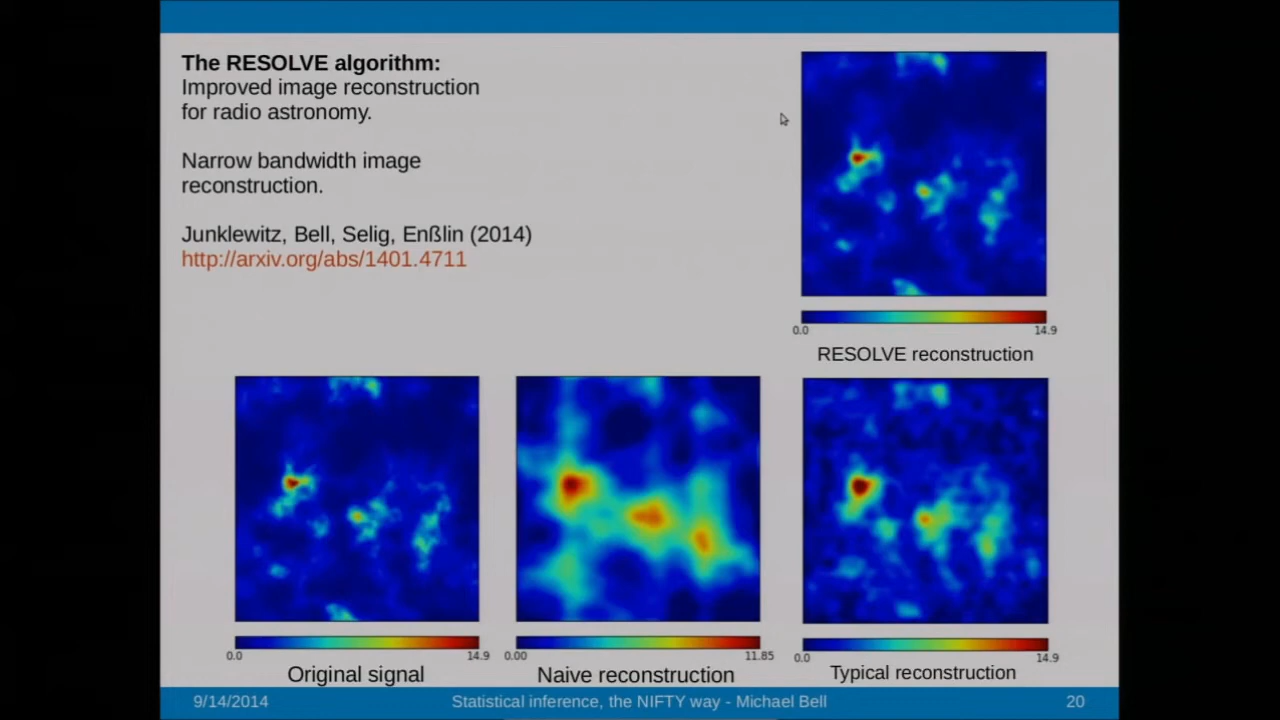 The RESOLVE algorithm:
Improved image reconstruction
for radio astronomy.
Narrow bandwidth image
reconstruction.
Junklewitz, Bell, Selig, Enßlin (2014)
http://arxiv.org/abs/1401.4711
0.0 14.9
RESOLVE reconstruction
0.0 14.9
Original signal
0.00 11.85
Naive reconstruction
0.0 14.9
Typical reconstruction
9/14/2014 Statistical inference, the NIFTY way - Michael Bell 20